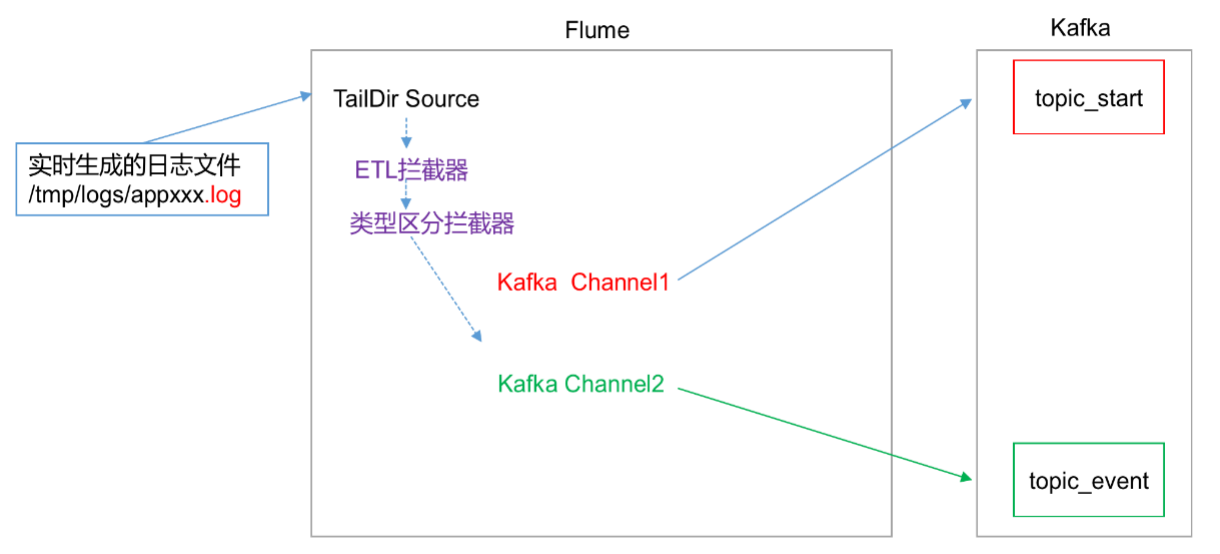 Flume
Kafka
TailDir Source
topic_start
实时生成的日志文件
/tmp/logs/appxxx.log
ETL拦截器
类型区分拦截器
Kafka Channel1
Kafka Channel2
topic_event